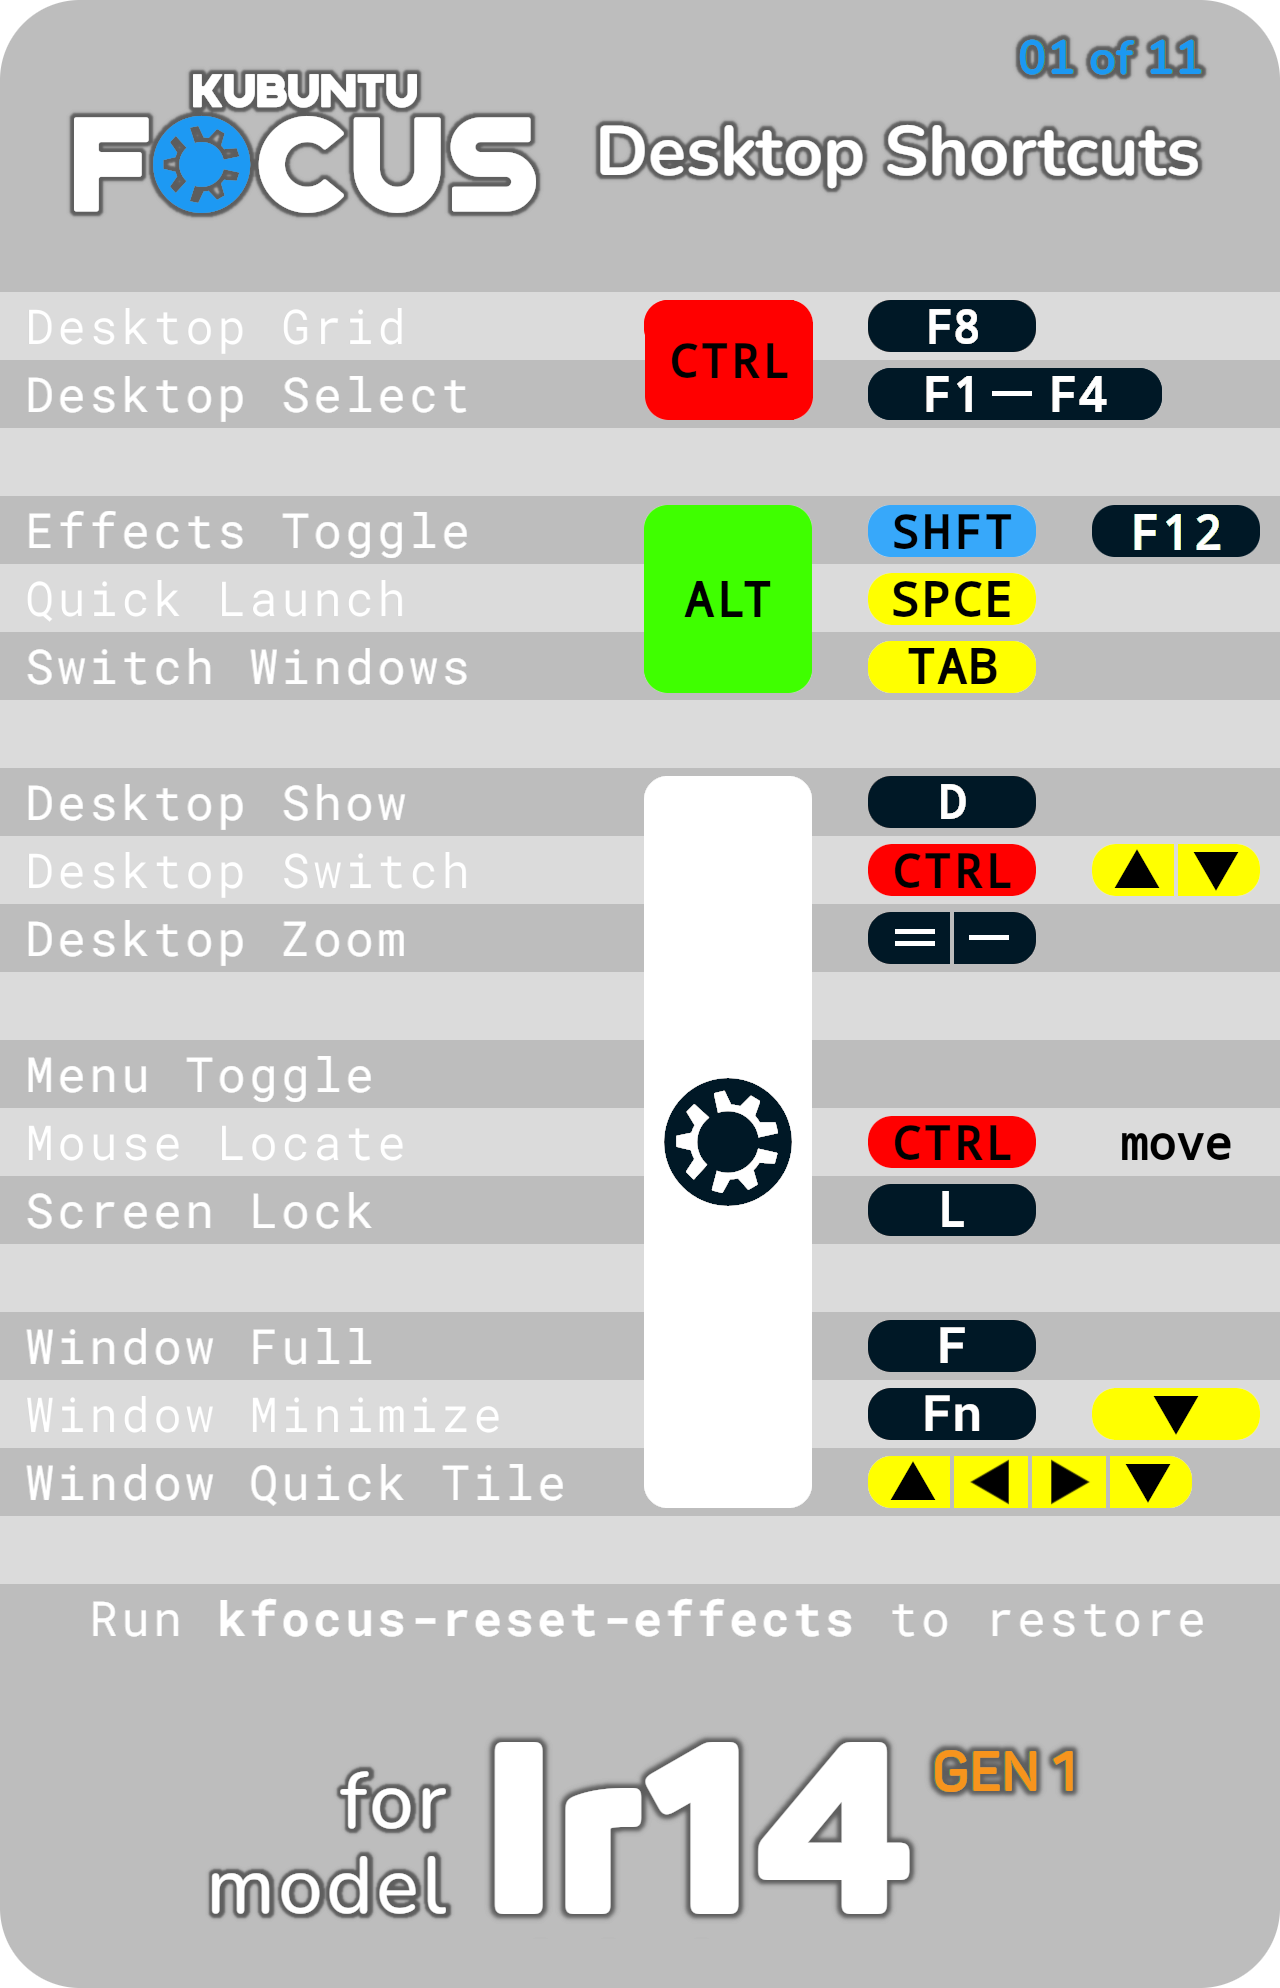 01 of 11
KUBUNTU
FOCUS
Desktop Shortcuts
Desktop Grid
F8
CTRL
Desktop Select
F1 — F4
Effects Toggle
SHFT F12
Quick Launch
ALT
SPCE
Switch Windows
TAB
Desktop Show
D
Desktop Switch
CTRL ▲ ▼
Desktop Zoom
= —
Menu Toggle
Mouse Locate
CTRL move
Screen Lock
L
Window Full
F
Window Minimize
Fn ▼
Window Quick Tile
▲ ◀ ▶ ▼
Run kfocus-reset-effects to restore
for
model
Ir14
GEN 1